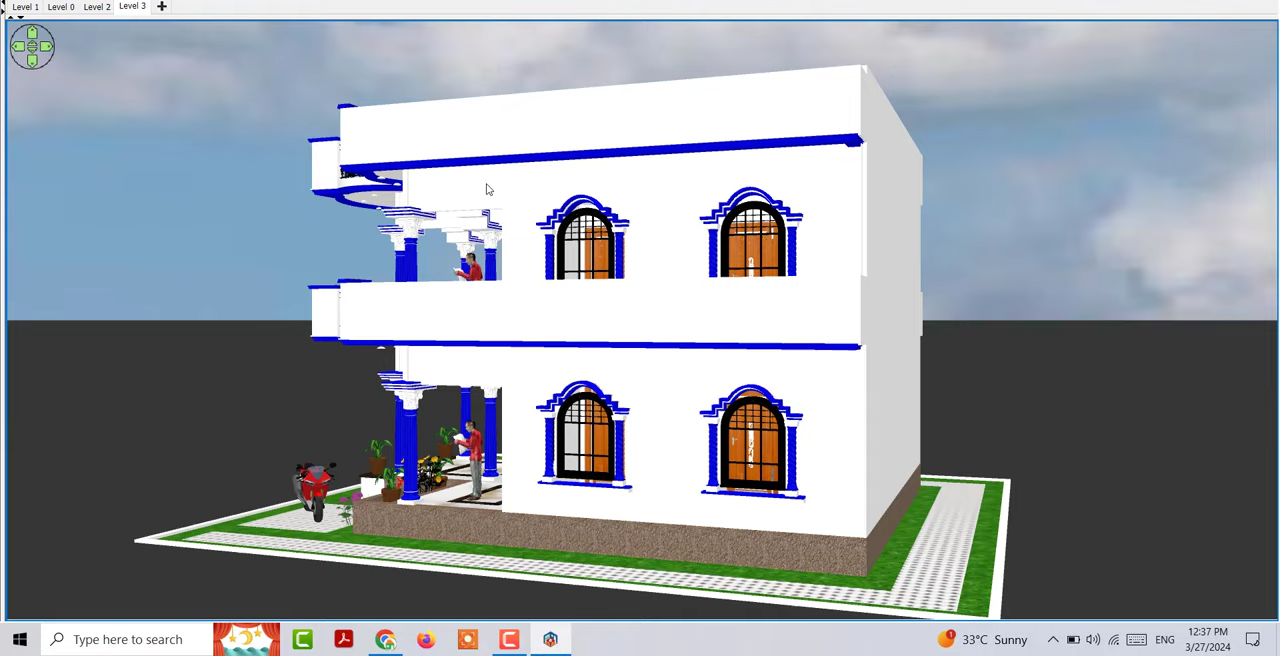 Level 1 Level 0 Level 2 Level 3
Type here to search
1
33°C Sunny
ENG
12:37 PM
3/27/2024